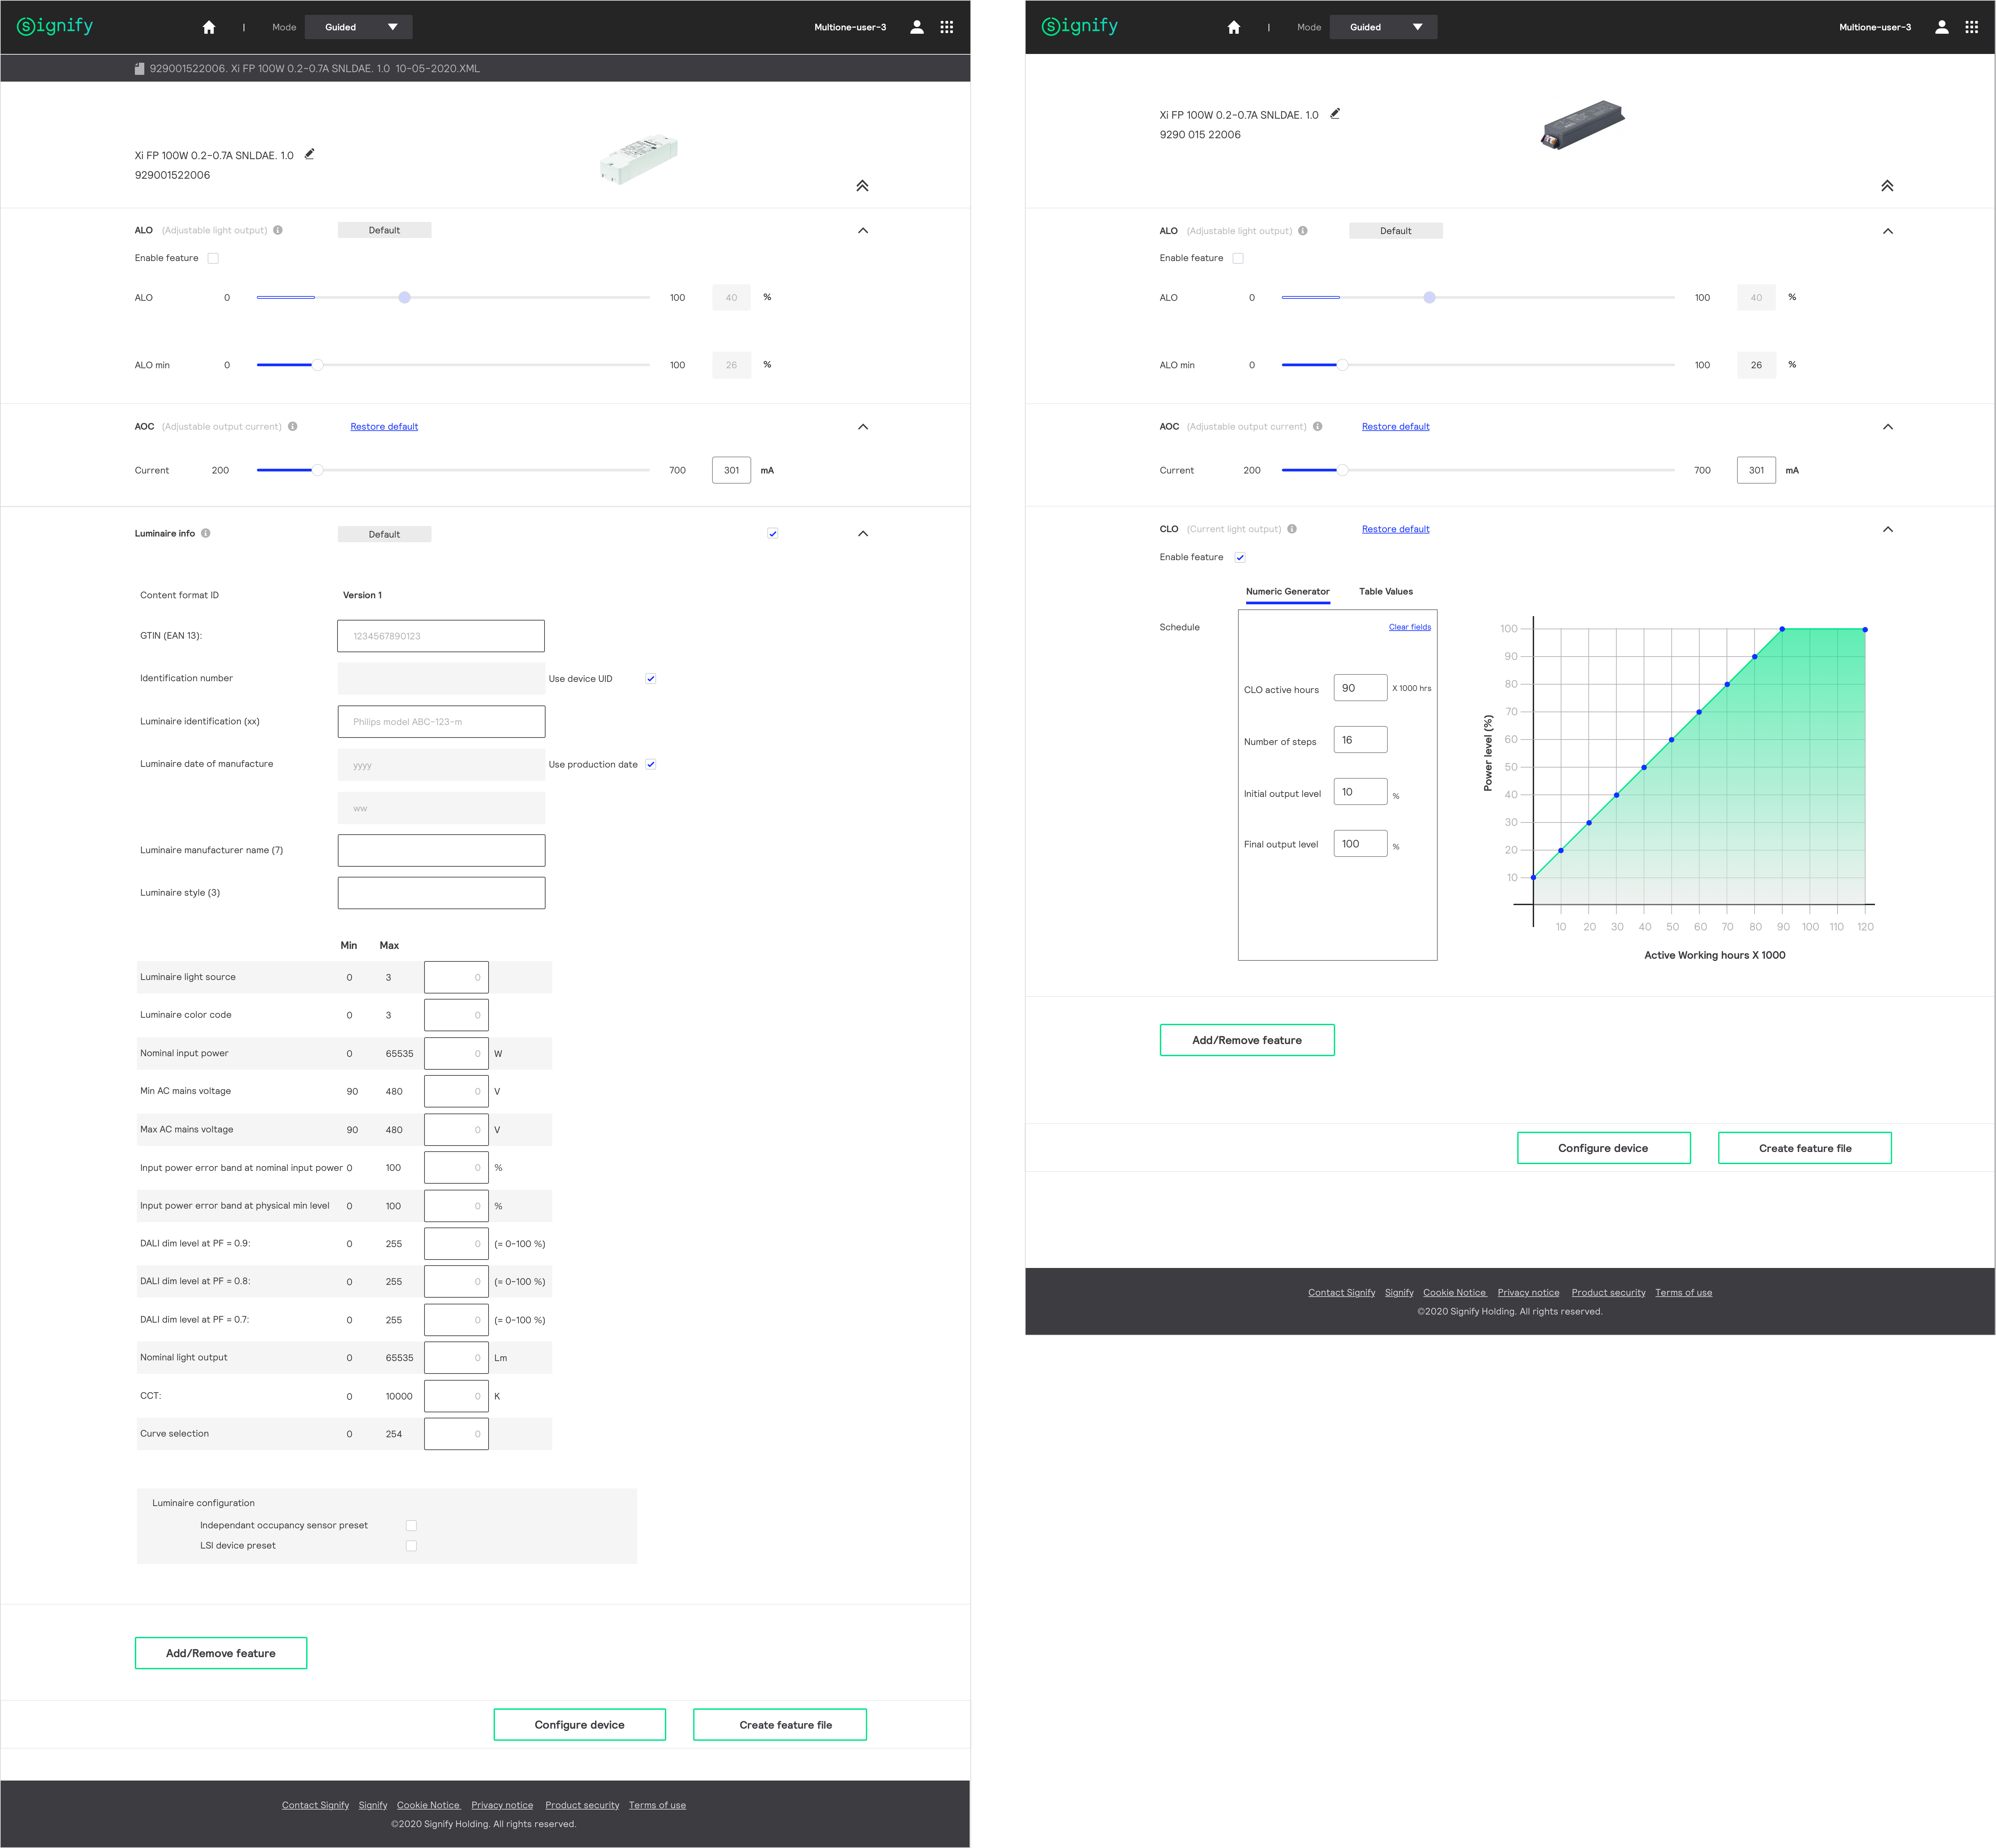 Signify
Mode Guided
Multione-user-3
929001522006. Xi FP 100W 0.2-0.7A SNLDAE. 1.0 10-05-2020.XML
Xi FP 100W 0.2-0.7A SNLDAE. 1.0
929001522006
ALO (Adjustable light output) Default
Enable feature
ALO 0 100 40 %
ALO min 0 100 26 %
AOC (Adjustable output current) Restore default
Current 200 700 301 mA
Luminaire info Default
Content format ID Version 1
GTIN (EAN 13): 1234567890123
Identification number Use device UID
Luminaire identification (xx) Philips model ABC-123-m
Luminaire date of manufacture yyyy Use production date
ww
Luminaire manufacturer name (7)
Luminaire style (3)
Min Max
Luminaire light source 0 3 0
Luminaire color code 0 3 0
Nominal input power 0 65535 0 W
Min AC mains voltage 90 480 0 V
Max AC mains voltage 90 480 0 V
Input power error band at nominal input power 0 100 0 %
Input power error band at physical min level 0 100 0 %
DALI dim level at PF = 0.9: 0 255 0 (= 0-100 %)
DALI dim level at PF = 0.8: 0 255 0 (= 0-100 %)
DALI dim level at PF = 0.7: 0 255 0 (= 0-100 %)
Nominal light output 0 65535 0 Lm
CCT: 0 10000 0 K
Curve selection 0 254 0
Luminaire configuration
Independant occupancy sensor preset
LSI device preset
Add/Remove feature
Configure device Create feature file
Contact Signify Signify Cookie Notice Privacy notice Product security Terms of use
©2020 Signify Holding. All rights reserved.
Signify
Mode Guided
Multione-user-3
Xi FP 100W 0.2-0.7A SNLDAE. 1.0
9290 015 22006
ALO (Adjustable light output) Default
Enable feature
ALO 0 100 40 %
ALO min 0 100 26 %
AOC (Adjustable output current) Restore default
Current 200 700 301 mA
CLO (Current light output) Restore default
Enable feature
Numeric Generator Table Values
Schedule
Clear fields
CLO active hours 90 X 1000 hrs
Number of steps 16
Initial output level 10 %
Final output level 100 %
Power level (%)
100
90
80
70
60
50
40
30
20
10
10 20 30 40 50 60 70 80 90 100 110 120
Active Working hours X 1000
Add/Remove feature
Configure device Create feature file
Contact Signify Signify Cookie Notice Privacy notice Product security Terms of use
©2020 Signify Holding. All rights reserved.